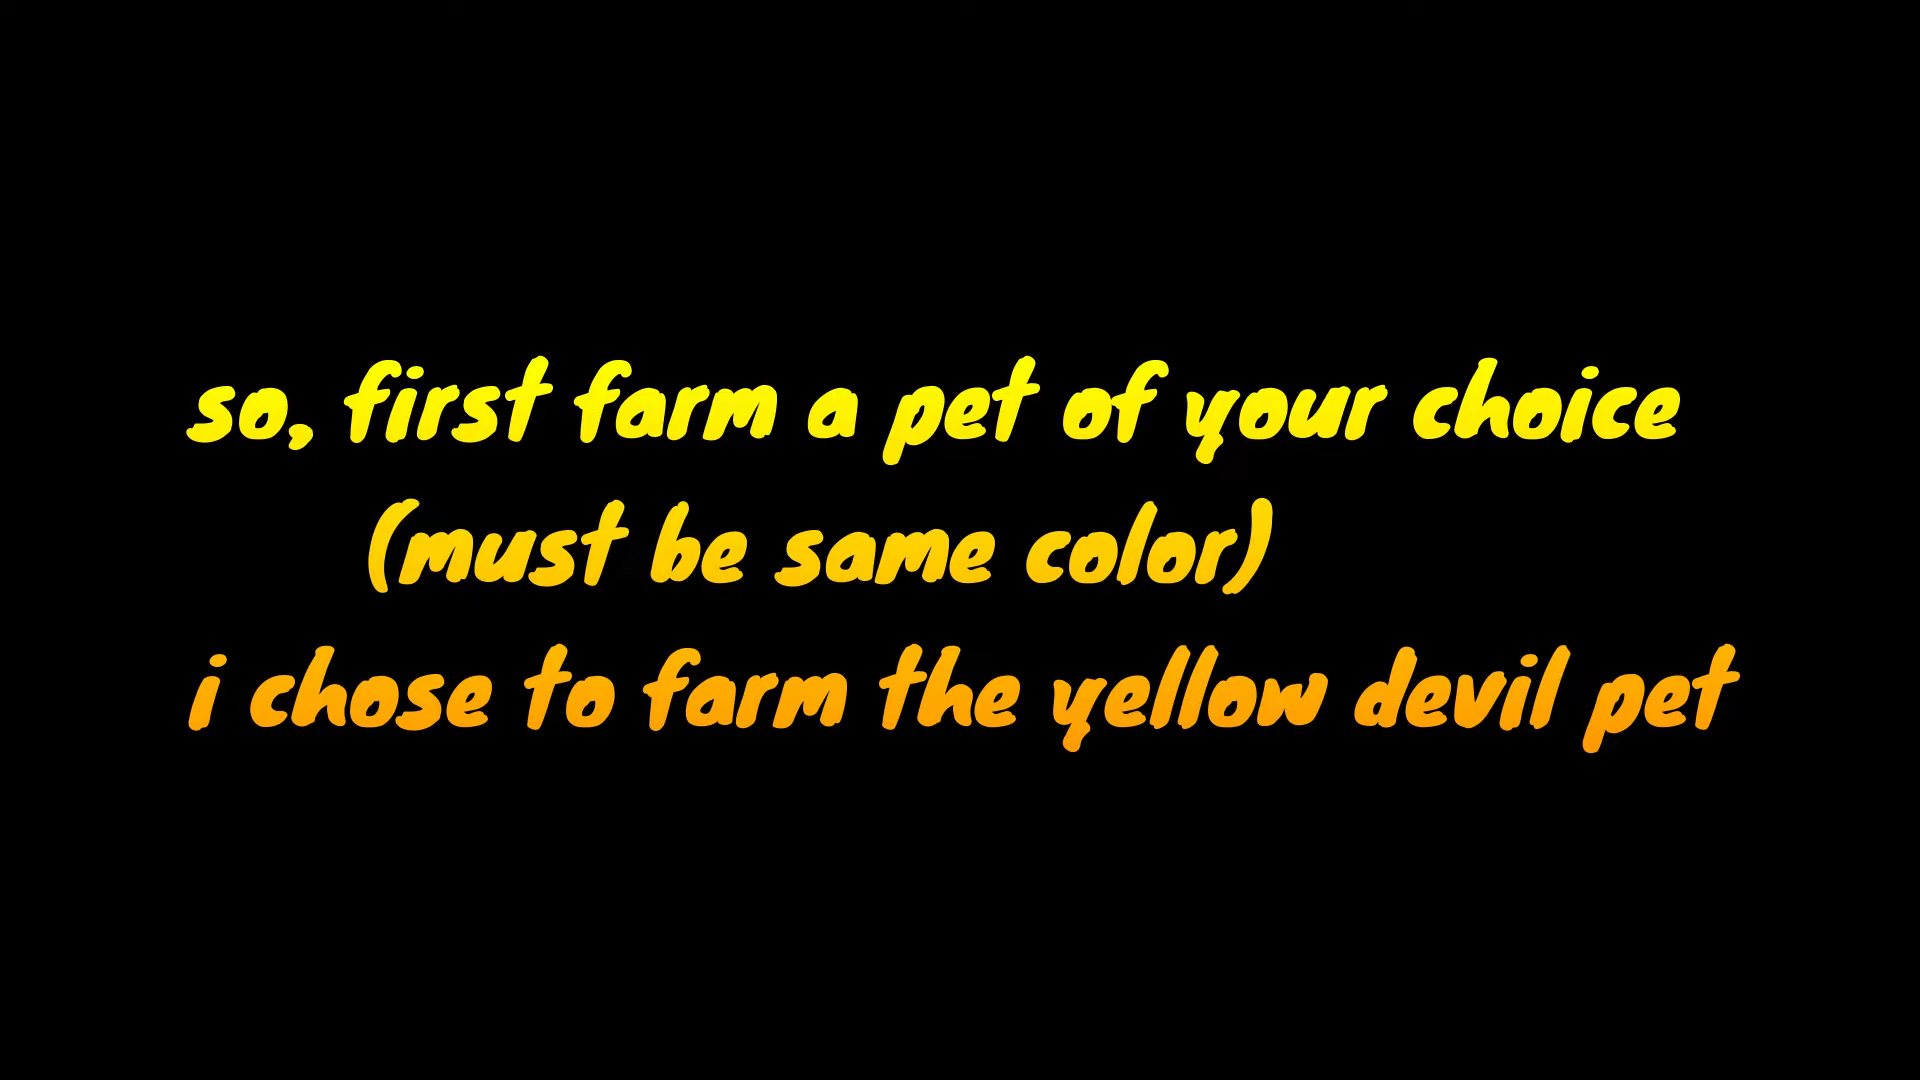 so, first farm a pet of your choice
(must be same color)
i chose to farm the yellow devil pet